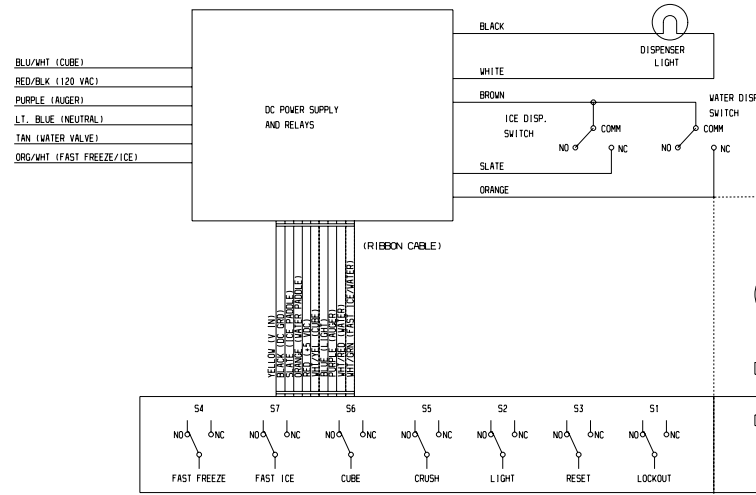 BLACK
DISPENSER
LIGHT
BLU/WHT (CUBE)
WHITE
RED/BLK (120 VAC)
BROWN
PURPLE (AUGER)
DC POWER SUPPLY
AND RELAYS
ICE DISP.
SWITCH
COMM
NO
NC
WATER DISP
SWITCH
COMM
NO
NC
LT. BLUE (NEUTRAL)
TAN (WATER VALVE)
ORG/WHT (FAST FREEZE/ICE)
SLATE
ORANGE
(RIBBON CABLE)
YELLOW (V IN)
BLACK (DC GRD)
SLATE (ICE PADDLE)
ORANGE (WATER PADDLE)
RED (+5 VDC)
WHT/YEL (CUBE)
BLUE (LIGHT)
PURPLE (AUGER)
WHT/RED (WATER)
WHT/GRN (FAST ICE/WATER)
S4 S7 S6 S5 S2 S3 S1
NO NC NO NC NO NC NO NC NO NC NO NC NO NC
FAST FREEZE FAST ICE CUBE CRUSH LIGHT RESET LOCKOUT